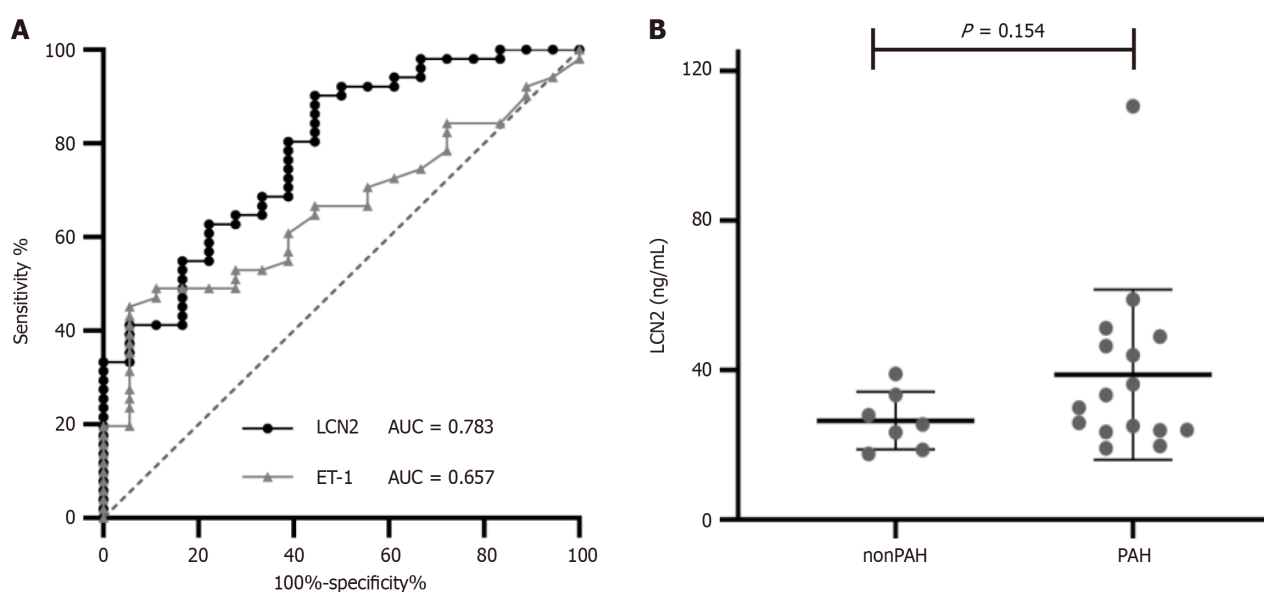 A
100
80
60
40
20
0
Sensitivity %
0 20 40 60 80 100
100%-specificity%
LCN2 AUC = 0.783
ET-1 AUC = 0.657
B
P = 0.154
120
80
40
0
LCN2 (ng/mL)
nonPAH PAH